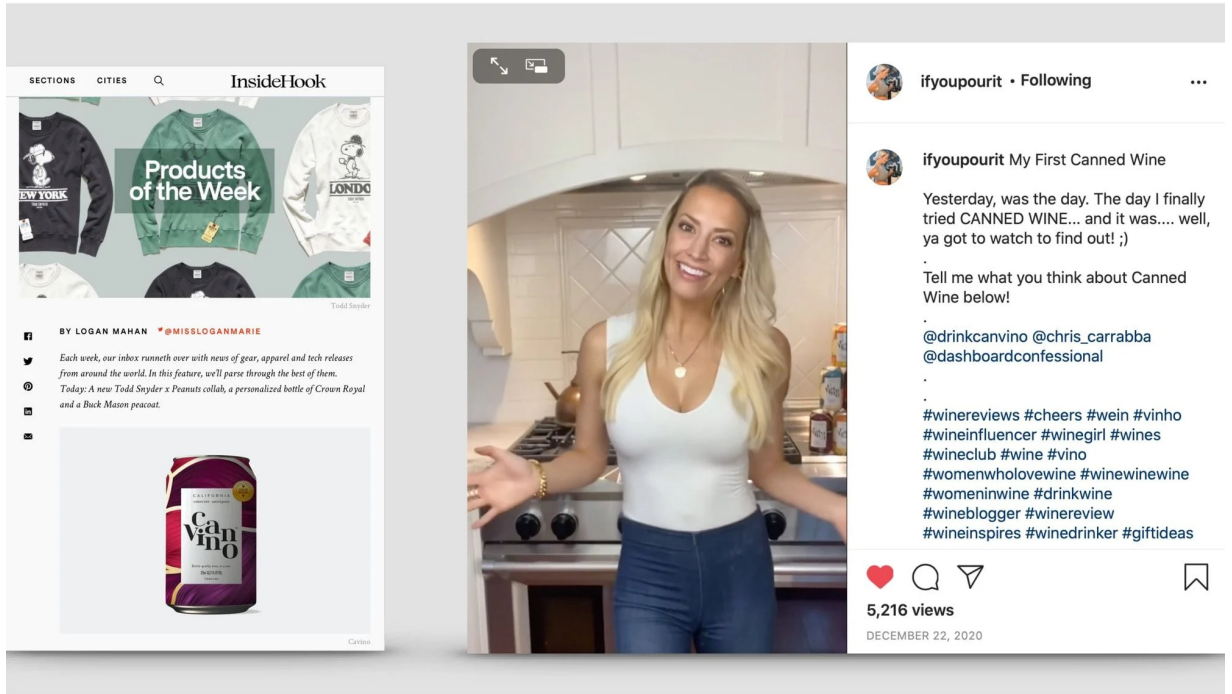 SECTIONS CITIES InsideHook
NEW YORK
LONDO
Products
of the Week
Todd Snyder
BY LOGAN MAHAN @MISSLOGANMARIE
Each week, our inbox runneth over with news of gear, apparel and tech releases
from around the world. In this feature, we'll parse through the best of them.
Today: A new Todd Snyder x Peanuts collab, a personalized bottle of Crown Royal
and a Buck Mason peacoat.
CALIFORNIA
Can
Vino
Cavino
ifyoupourit • Following
ifyoupourit My First Canned Wine
Yesterday, was the day. The day I finally
tried CANNED WINE... and it was.... well,
ya got to watch to find out! ;)
.
Tell me what you think about Canned
Wine below!
.
@drinkcanvino @chris_carrabba
@dashboardconfessional
.
.
#winereviews #cheers #wein #vinho
#wineinfluencer #winegirl #wines
#wineclub #wine #vino
#womenwholovewine #winewinewine
#womeninwine #drinkwine
#wineblogger #winereview
#wineinspires #winedrinker #giftideas
5,216 views
DECEMBER 22, 2020